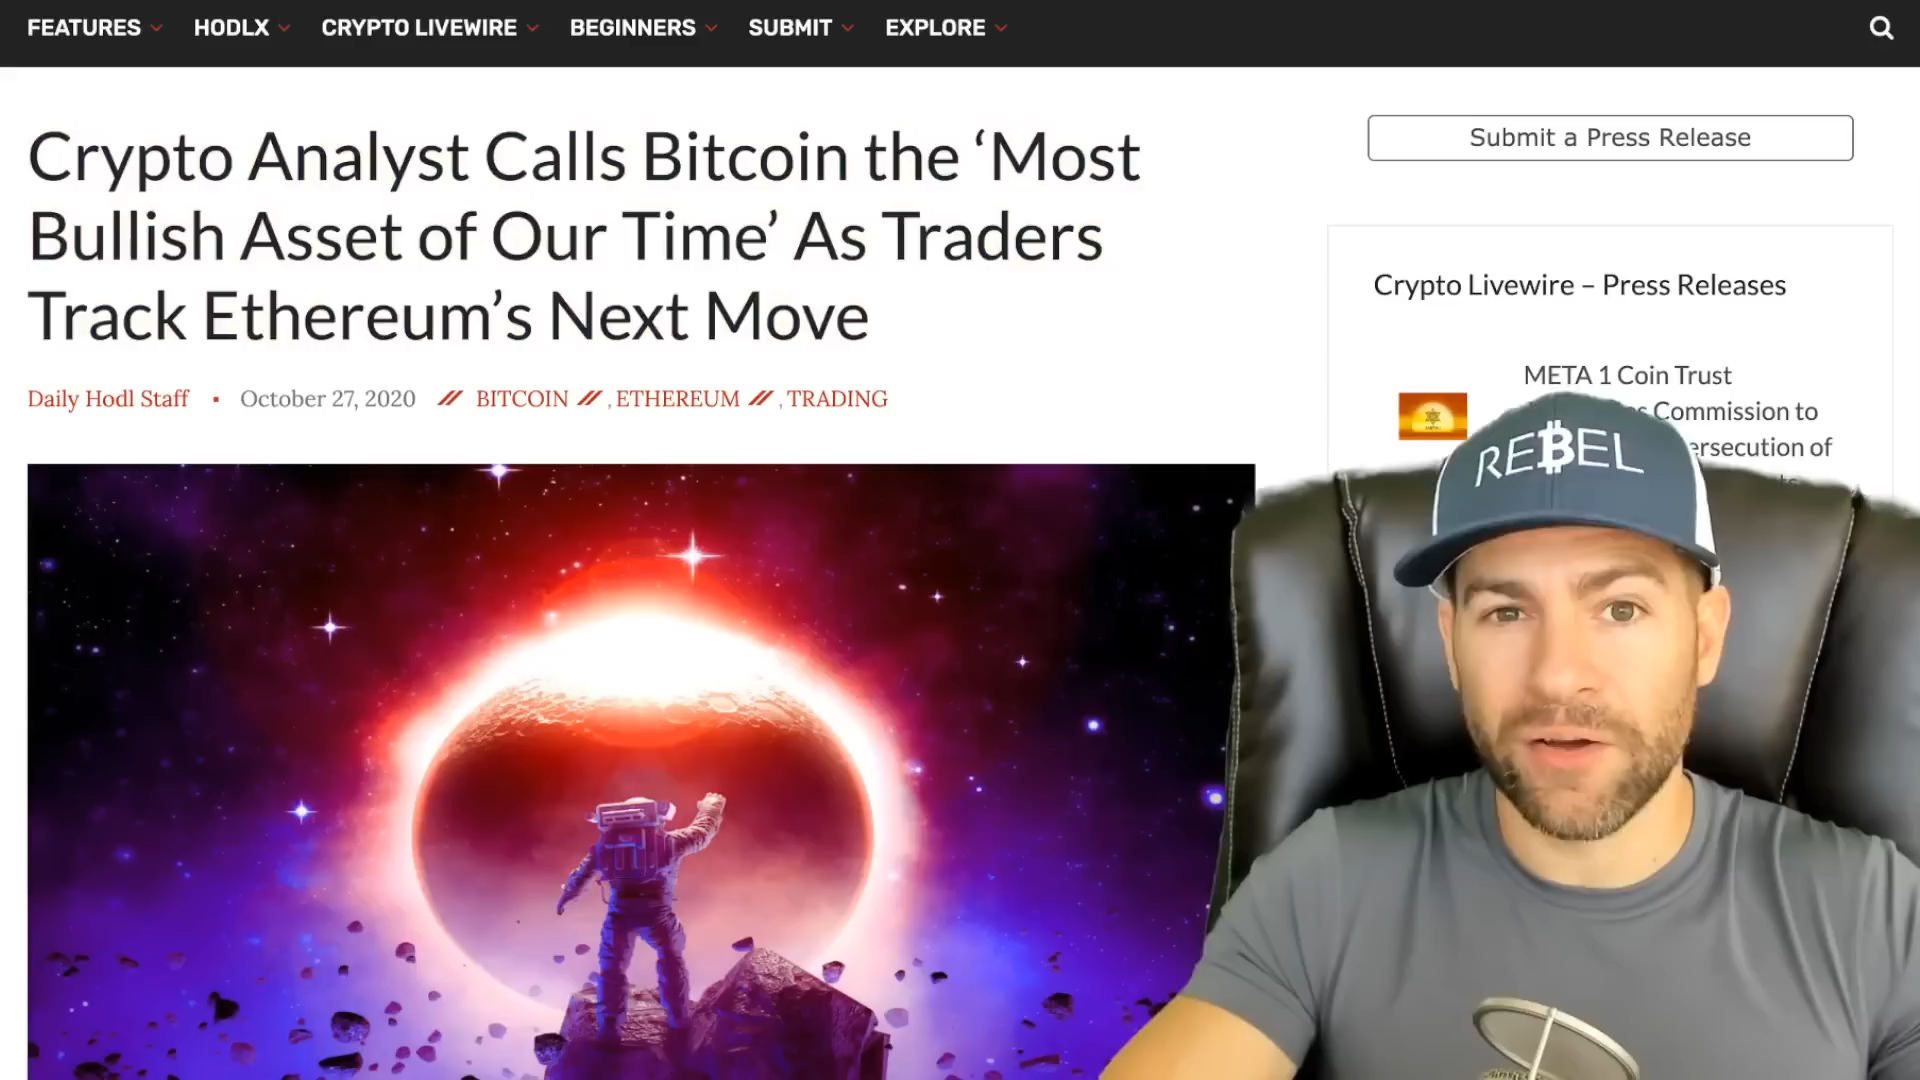 FEATURES HODLX CRYPTO LIVEWIRE BEGINNERS SUBMIT EXPLORE
Crypto Analyst Calls Bitcoin the ‘Most
Bullish Asset of Our Time’ As Traders
Track Ethereum’s Next Move
Daily Hodl Staff ▪ October 27, 2020 // BITCOIN // , ETHEREUM // , TRADING
Submit a Press Release
Crypto Livewire – Press Releases
META 1 Coin Trust
Commission to
of
REBEL